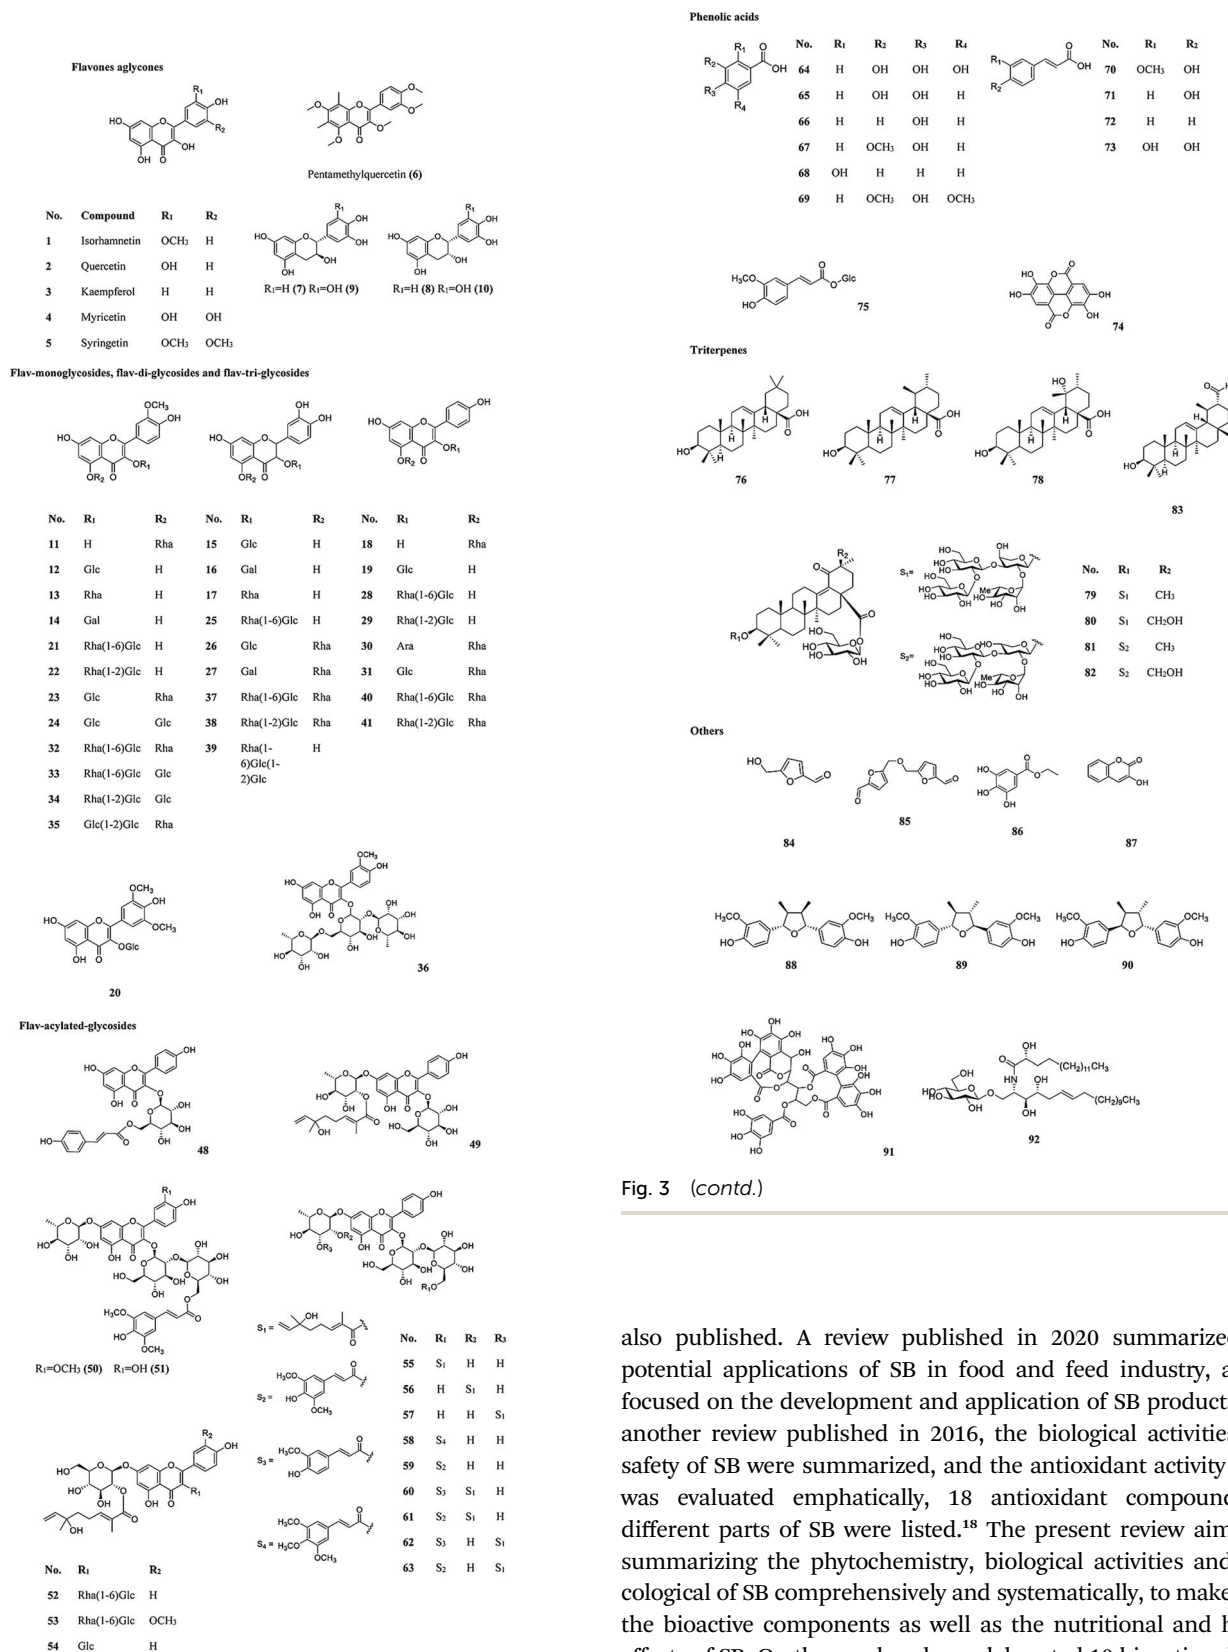 Flavones aglycones
Pentamethylquercetin (6)
No. Compound R₁ R₂
1 Isorhamnetin OCH₃ H
2 Quercetin OH H
3 Kaempferol H H
4 Myricetin OH OH
5 Syringetin OCH₃ OCH₃
R₁=H (7) R₁=OH (9)
R₁=H (8) R₁=OH (10)
Flav-monoglycosides, flav-di-glycosides and flav-tri-glycosides
No. R₁ R₂ No. R₁ R₂ No. R₁ R₂
11 H Rha 15 Glc H 18 H Rha
12 Glc H 16 Gal H 19 Glc H
13 Rha H 17 Rha H 28 Rha(1-6)Glc H
14 Gal H 25 Rha(1-6)Glc H 29 Rha(1-2)Glc H
21 Rha(1-6)Glc H 26 Glc Rha 30 Ara Rha
22 Rha(1-2)Glc H 27 Gal Rha 31 Glc Rha
23 Glc Rha 37 Rha(1-6)Glc Rha 40 Rha(1-6)Glc Rha
24 Glc Glc 38 Rha(1-2)Glc Rha 41 Rha(1-2)Glc Rha
32 Rha(1-6)Glc Rha 39 Rha(1- H
6)Glc(1-
33 Rha(1-6)Glc Glc 2)Glc
34 Rha(1-2)Glc Glc
35 Glc(1-2)Glc Rha
20
36
Flav-acylated-glycosides
48
49
R₁=OCH₃ (50) R₁=OH (51)
S₁=
S₂=
S₃=
S₄=
No. R₁ R₂ R₃
55 S₁ H H
56 H S₁ H
57 H H S₁
58 S₄ H H
59 S₂ H H
60 S₃ S₁ H
61 S₂ S₁ H
62 S₃ H S₁
63 S₂ H S₁
No. R₁ R₂
52 Rha(1-6)Glc H
53 Rha(1-6)Glc OCH₃
54 Glc H
Phenolic acids
No. R₁ R₂ R₃ R₄
64 H OH OH OH
65 H OH OH H
66 H H OH H
67 H OCH₃ OH H
68 OH H H H
69 H OCH₃ OH OCH₃
No. R₁ R₂
70 OCH₃ OH
71 H OH
72 H H
73 OH OH
75
74
Triterpenes
76
77
78
83
S₁=
S₂=
No. R₁ R₂
79 S₁ CH₃
80 S₁ CH₂OH
81 S₂ CH₃
82 S₂ CH₂OH
Others
84
85
86
87
88
89
90
91
92
Fig. 3 (contd.)
also published. A review published in 2020 summarize
potential applications of SB in food and feed industry, a
focused on the development and application of SB product
another review published in 2016, the biological activities
safety of SB were summarized, and the antioxidant activity
was evaluated emphatically, 18 antioxidant compound
different parts of SB were listed.¹⁸ The present review aim
summarizing the phytochemistry, biological activities and
cological of SB comprehensively and systematically, to make
the bioactive components as well as the nutritional and h